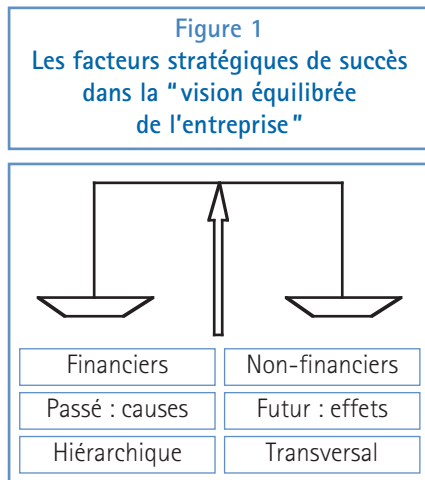 Figure 1
Les facteurs stratégiques de succès
dans la "vision équilibrée
de l'entreprise"
Financiers Non-financiers
Passé : causes Futur : effets
Hiérarchique Transversal